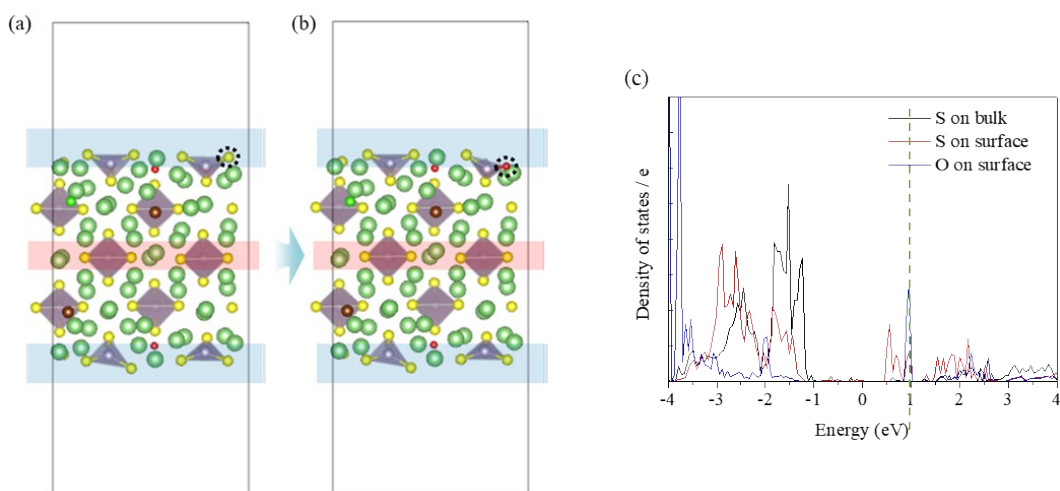 (a)
(b)
(c)
S on bulk
S on surface
O on surface
Density of states / e
-4 -3 -2 -1 0 1 2 3 4
Energy (eV)